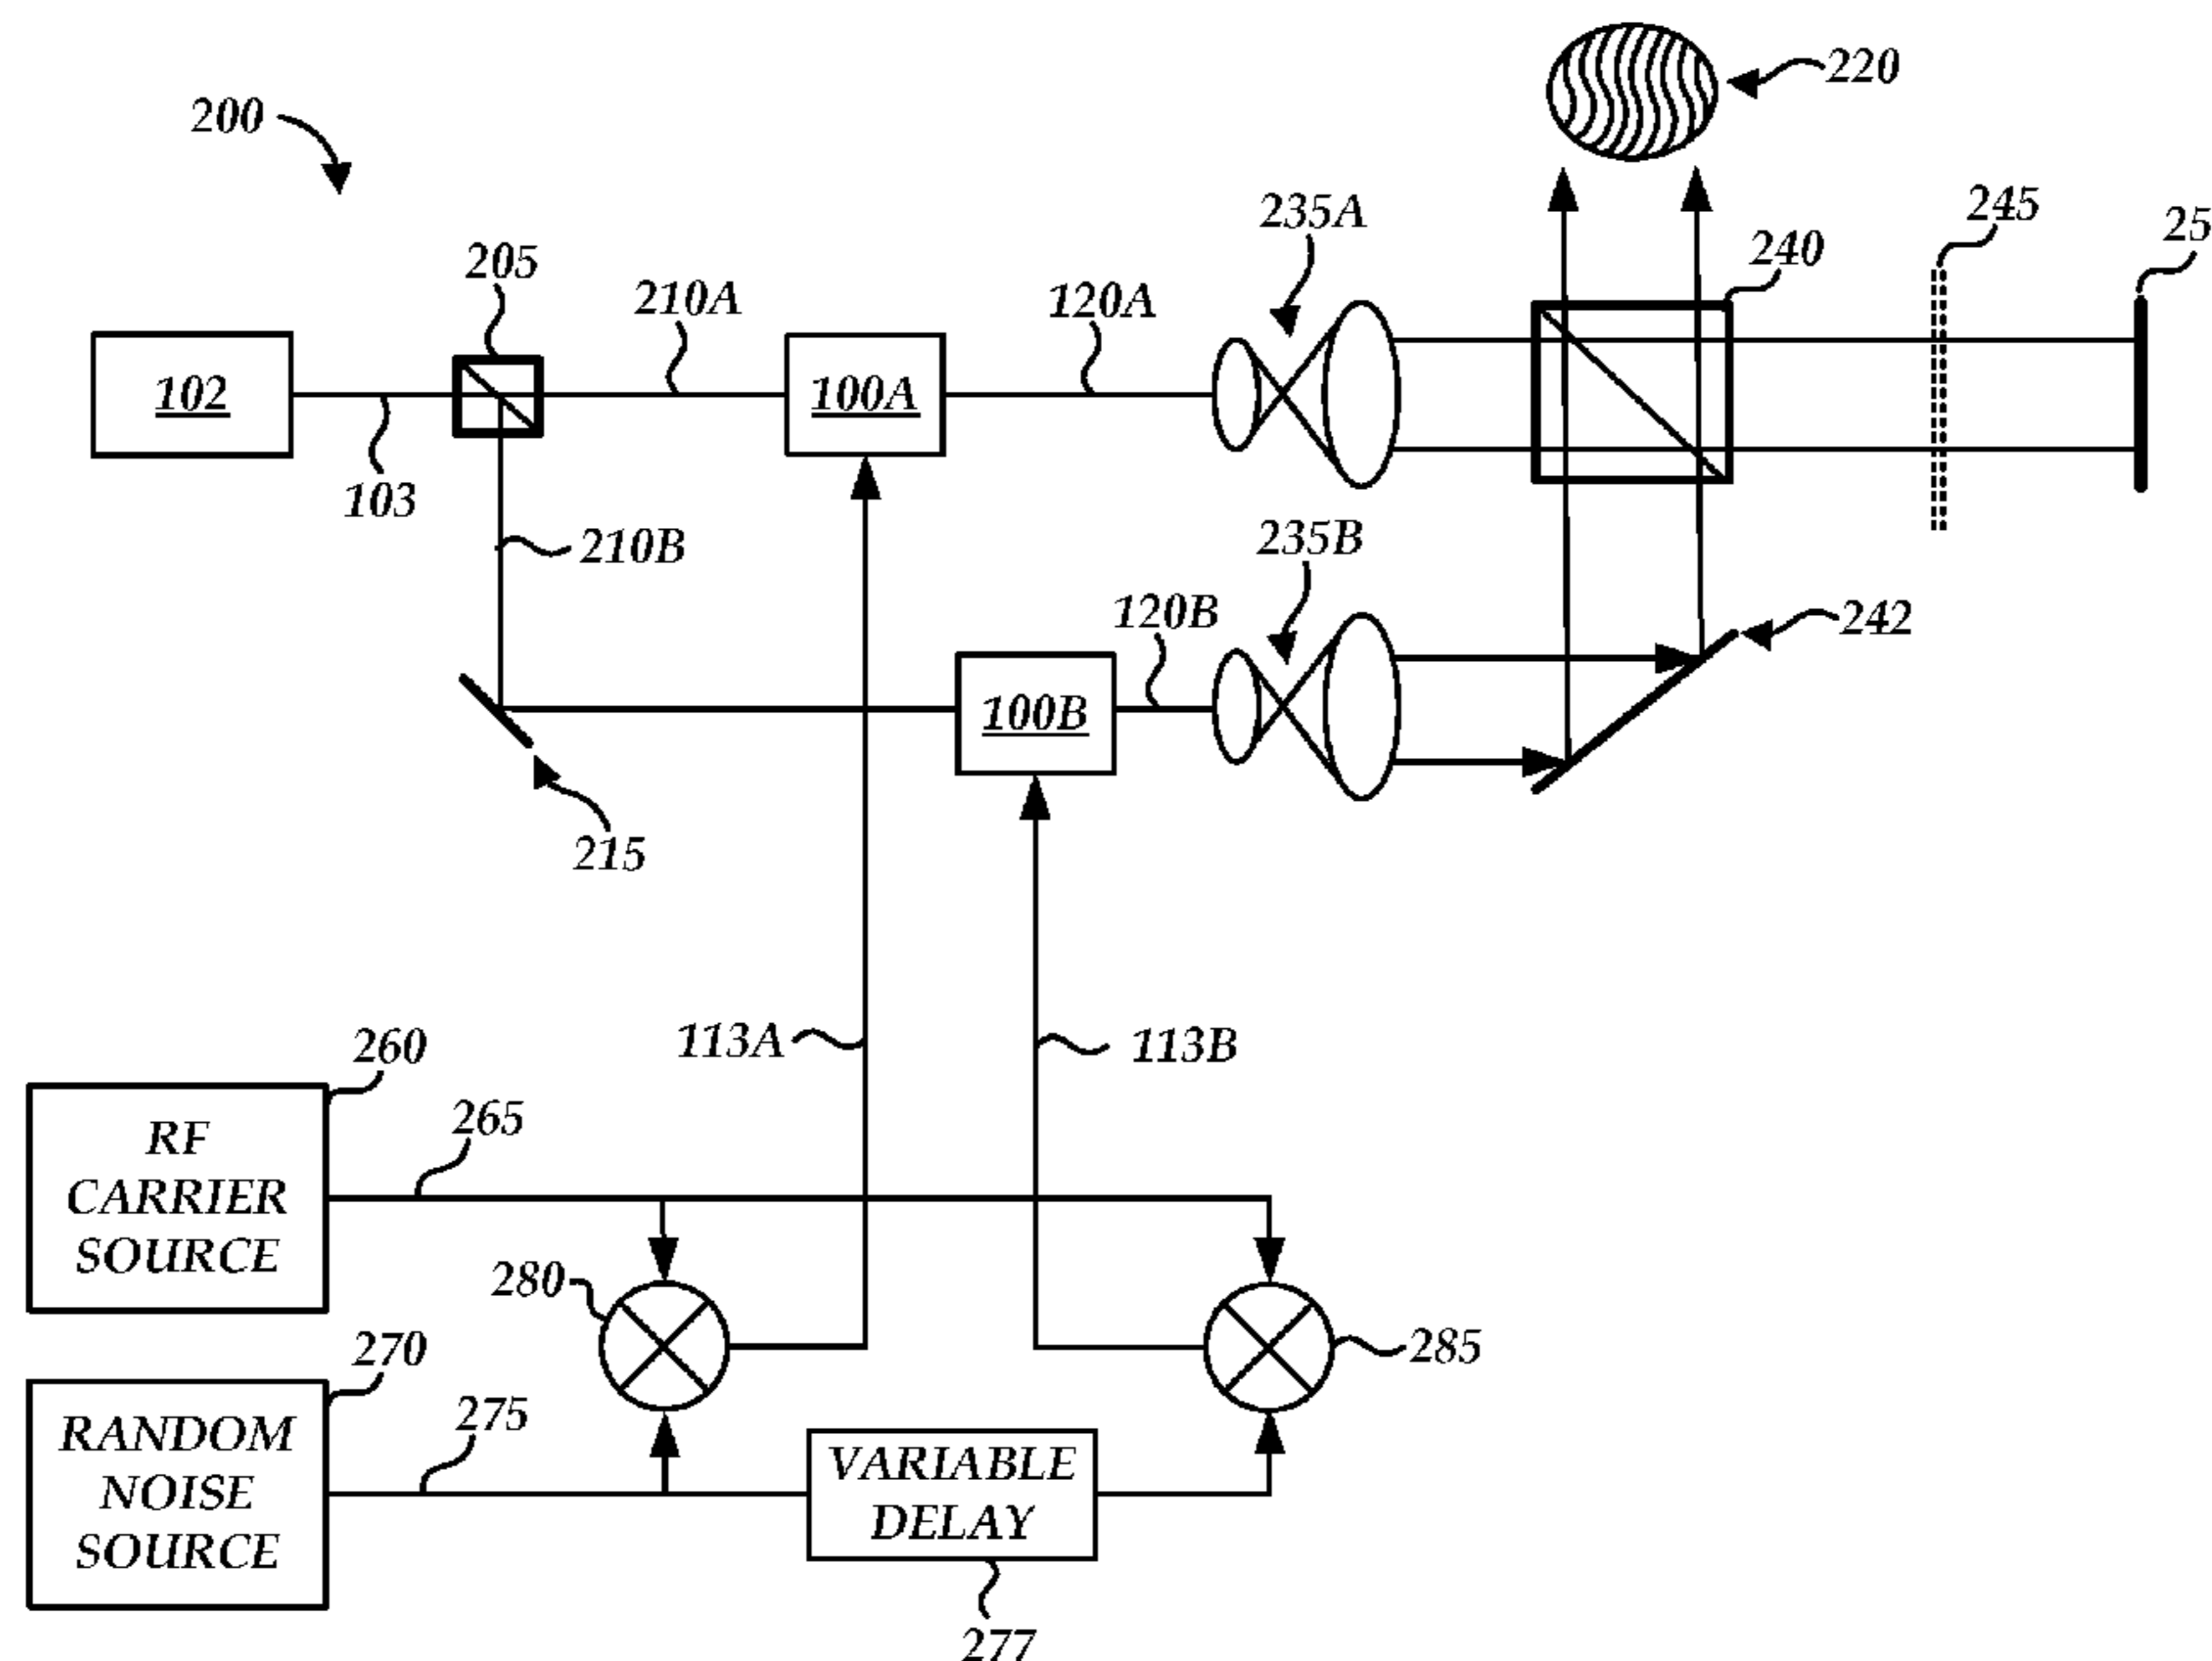 220
200
235A
245
25
205
240
210A
120A
102
100A
103
235B
210B
120B
242
100B
215
113A
113B
260
265
RF
CARRIER
SOURCE
280
270
285
275
RANDOM
NOISE
SOURCE
VARIABLE
DELAY
277